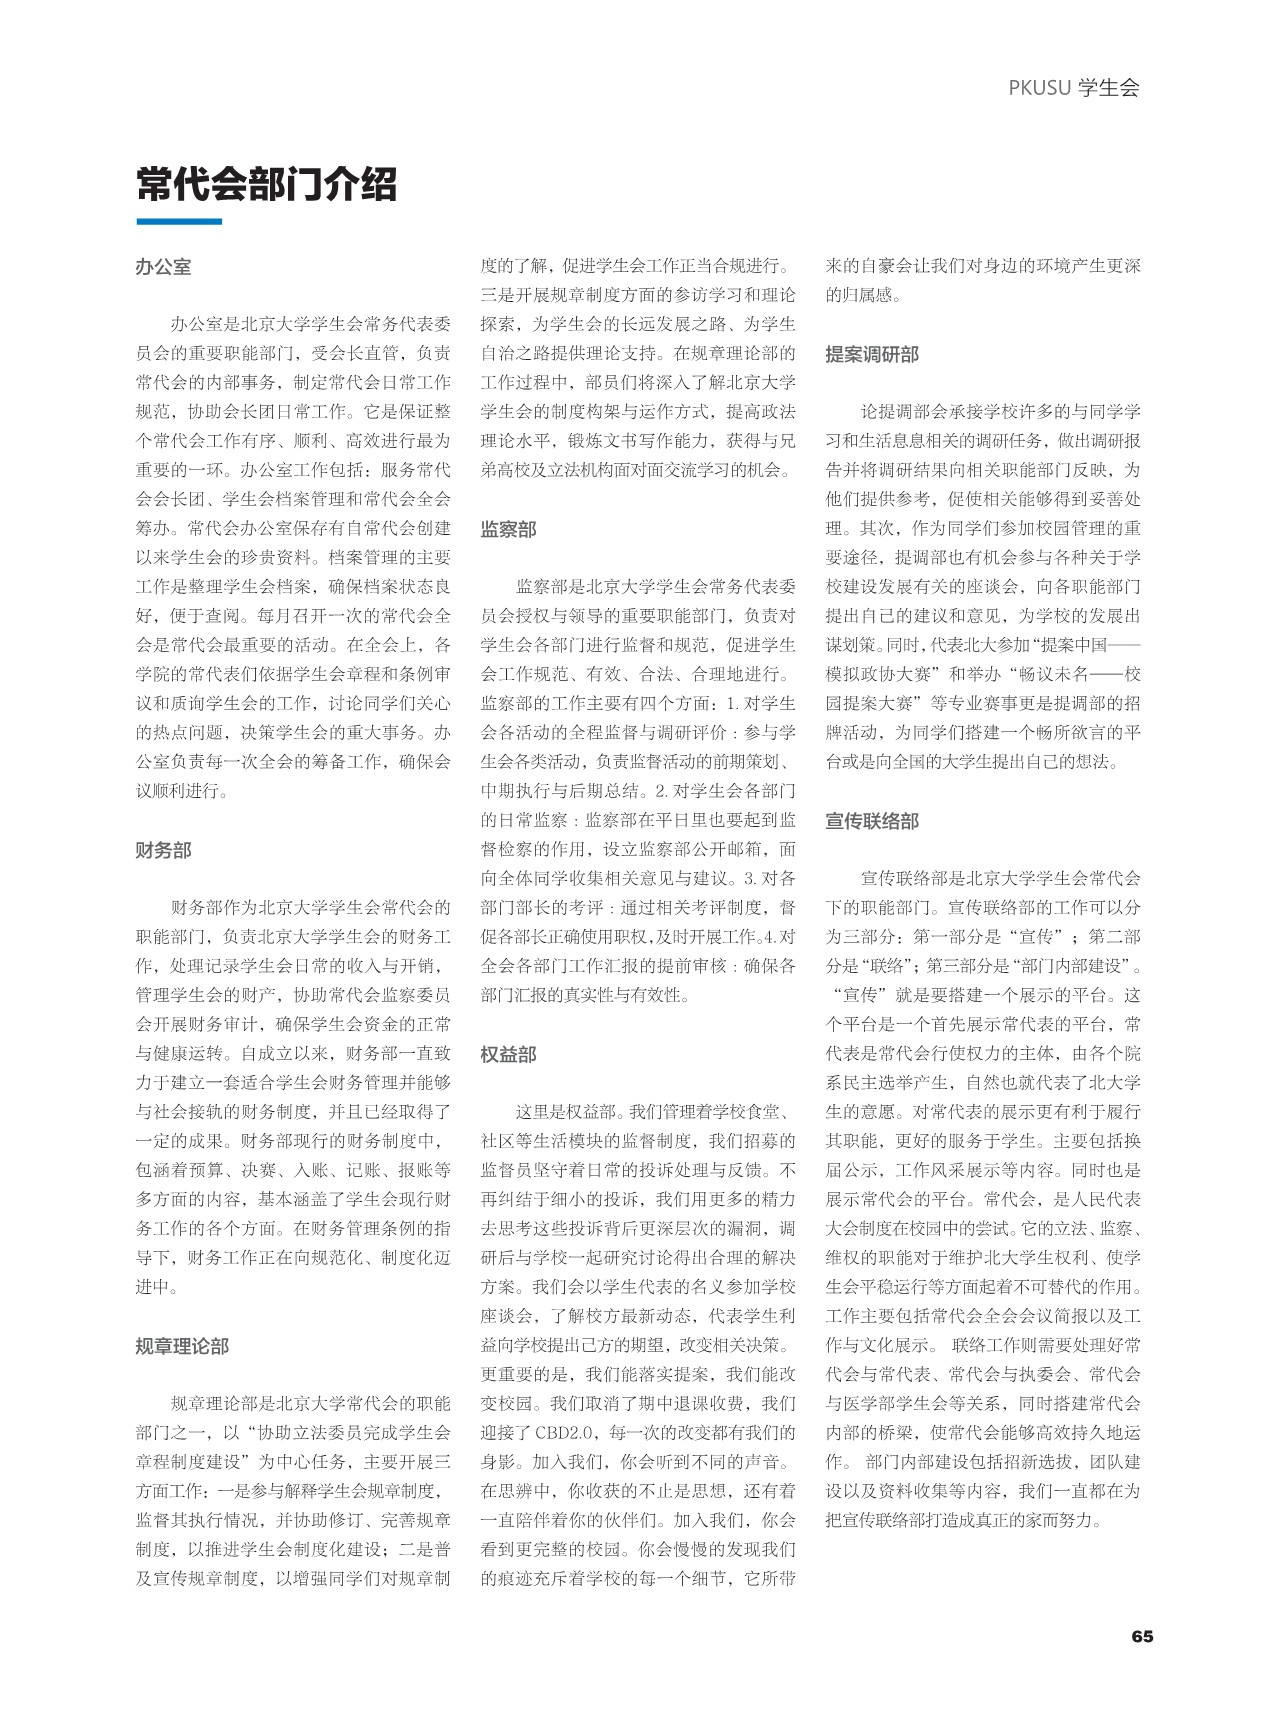 PKUSU 学生会
常代会部门介绍
办公室
办公室是北京大学学生会常务代表委
员会的重要职能部门，受会长直管，负责
常代会的内部事务，制定常代会日常工作
规范，协助会长团日常工作。它是保证整
个常代会工作有序、顺利、高效进行最为
重要的一环。办公室工作包括：服务常代
会会长团、学生会档案管理和常代会全会
筹办。常代会办公室保存有自常代会创建
以来学生会的珍贵资料。档案管理的主要
工作是整理学生会档案，确保档案状态良
好，便于查阅。每月召开一次的常代会全
会是常代会最重要的活动。在全会上，各
学院的常代表们依据学生会章程和条例审
议和质询学生会的工作，讨论同学们关心
的热点问题，决策学生会的重大事务。办
公室负责每一次全会的筹备工作，确保会
议顺利进行。
财务部
财务部作为北京大学学生会常代会的
职能部门，负责北京大学学生会的财务工
作，处理记录学生会日常的收入与开销，
管理学生会的财产，协助常代会监察委员
会开展财务审计，确保学生会资金的正常
与健康运转。自成立以来，财务部一直致
力于建立一套适合学生会财务管理并能够
与社会接轨的财务制度，并且已经取得了
一定的成果。财务部现行的财务制度中，
包涵着预算、决赛、入账、记账、报账等
多方面的内容，基本涵盖了学生会现行财
务工作的各个方面。在财务管理条例的指
导下，财务工作正在向规范化、制度化迈
进中。
规章理论部
规章理论部是北京大学常代会的职能
部门之一，以“协助立法委员完成学生会
章程制度建设”为中心任务，主要开展三
方面工作：一是参与解释学生会规章制度，
监督其执行情况，并协助修订、完善规章
制度，以推进学生会制度化建设；二是普
及宣传规章制度，以增强同学们对规章制
度的了解，促进学生会工作正当合规进行。
三是开展规章制度方面的参访学习和理论
探索，为学生会的长远发展之路、为学生
自治之路提供理论支持。在规章理论部的
工作过程中，部员们将深入了解北京大学
学生会的制度构架与运作方式，提高政法
理论水平，锻炼文书写作能力，获得与兄
弟高校及立法机构面对面交流学习的机会。
监察部
监察部是北京大学学生会常务代表委
员会授权与领导的重要职能部门，负责对
学生会各部门进行监督和规范，促进学生
会工作规范、有效、合法、合理地进行。
监察部的工作主要有四个方面：1. 对学生
会各活动的全程监督与调研评价：参与学
生会各类活动，负责监督活动的前期策划、
中期执行与后期总结。2. 对学生会各部门
的日常监察：监察部在平日里也要起到监
督检察的作用，设立监察部公开邮箱，面
向全体同学收集相关意见与建议。3. 对各
部门部长的考评：通过相关考评制度，督
促各部长正确使用职权，及时开展工作。4. 对
全会各部门工作汇报的提前审核：确保各
部门汇报的真实性与有效性。
权益部
这里是权益部。我们管理着学校食堂、
社区等生活模块的监督制度，我们招募的
监督员坚守着日常的投诉处理与反馈。不
再纠结于细小的投诉，我们用更多的精力
去思考这些投诉背后更深层次的漏洞，调
研后与学校一起研究讨论得出合理的解决
方案。我们会以学生代表的名义参加学校
座谈会，了解校方最新动态，代表学生利
益向学校提出己方的期望，改变相关决策。
更重要的是，我们能落实提案，我们能改
变校园。我们取消了期中退课收费，我们
迎接了 CBD2.0，每一次的改变都有我们的
身影。加入我们，你会听到不同的声音。
在思辨中，你收获的不止是思想，还有着
一直陪伴着你的伙伴们。加入我们，你会
看到更完整的校园。你会慢慢的发现我们
的痕迹充斥着学校的每一个细节，它所带
来的自豪会让我们对身边的环境产生更深
的归属感。
提案调研部
论提调部会承接学校许多的与同学学
习和生活息息相关的调研任务，做出调研报
告并将调研结果向相关职能部门反映，为
他们提供参考，促使相关能够得到妥善处
理。其次，作为同学们参加校园管理的重
要途径，提调部也有机会参与各种关于学
校建设发展有关的座谈会，向各职能部门
提出自己的建议和意见，为学校的发展出
谋划策。同时，代表北大参加“提案中国——
模拟政协大赛”和举办“畅议未名——校
园提案大赛”等专业赛事更是提调部的招
牌活动，为同学们搭建一个畅所欲言的平
台或是向全国的大学生提出自己的想法。
宣传联络部
宣传联络部是北京大学学生会常代会
下的职能部门。宣传联络部的工作可以分
为三部分：第一部分是“宣传”；第二部
分是“联络”；第三部分是“部门内部建设”。
“宣传”就是要搭建一个展示的平台。这
个平台是一个首先展示常代表的平台，常
代表是常代会行使权力的主体，由各个院
系民主选举产生，自然也就代表了北大学
生的意愿。对常代表的展示更有利于履行
其职能，更好的服务于学生。主要包括换
届公示，工作风采展示等内容。同时也是
展示常代会的平台。常代会，是人民代表
大会制度在校园中的尝试。它的立法、监察、
维权的职能对于维护北大学生权利、使学
生会平稳运行等方面起着不可替代的作用。
工作主要包括常代会全会会议简报以及工
作与文化展示。 联络工作则需要处理好常
代会与常代表、常代会与执委会、常代会
与医学部学生会等关系，同时搭建常代会
内部的桥梁，使常代会能够高效持久地运
作。 部门内部建设包括招新选拔，团队建
设以及资料收集等内容，我们一直都在为
把宣传联络部打造成真正的家而努力。
65